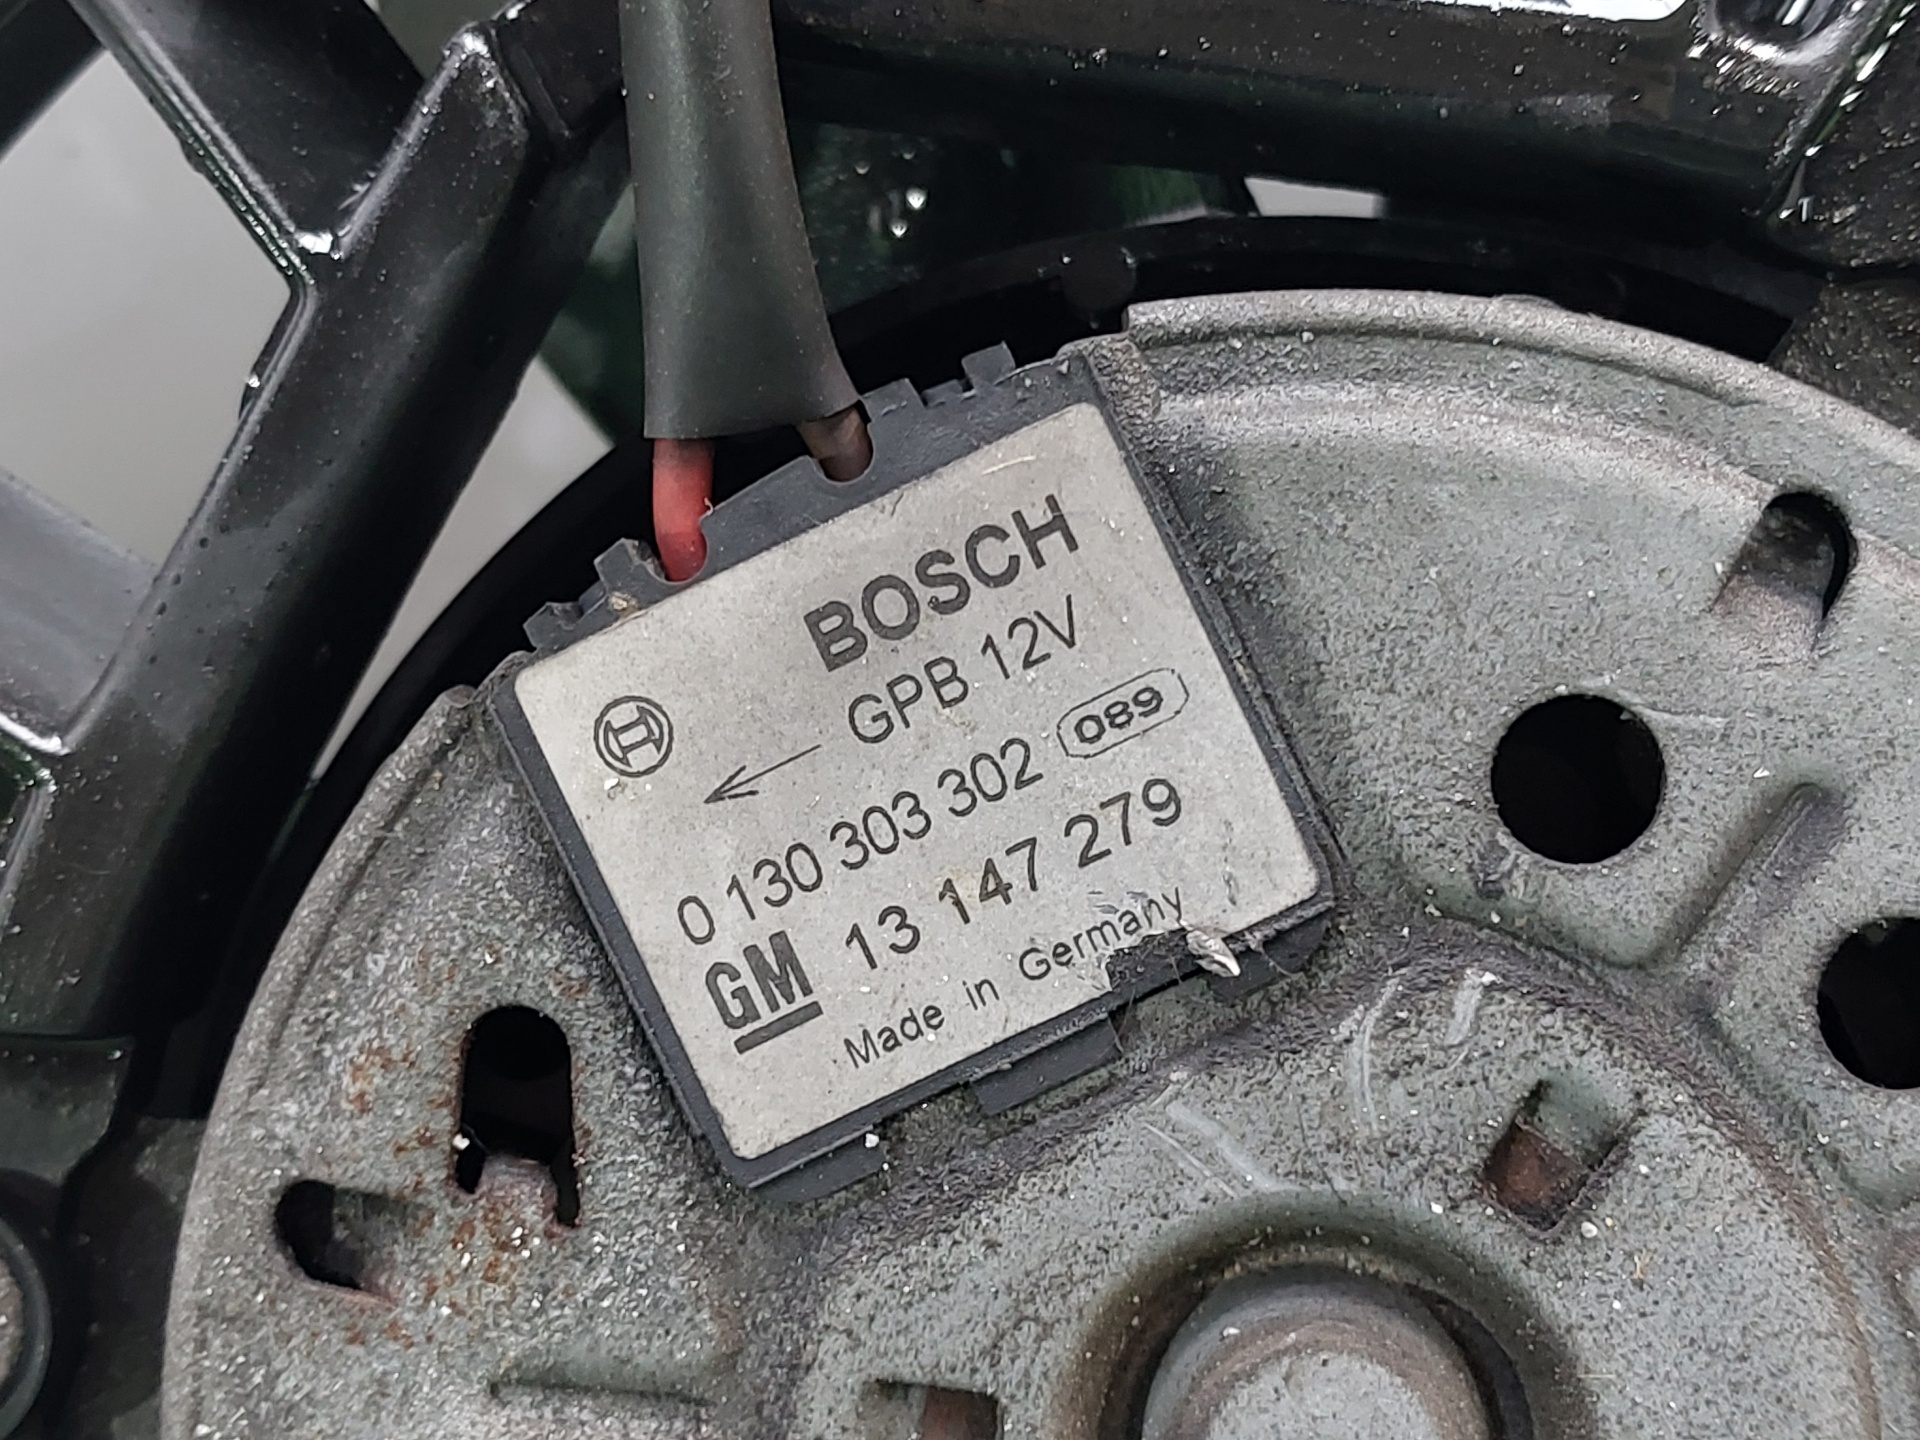 BOSCH
GPB 12V
0 130 303 302 089
GM 13 147 279
Made in Germany